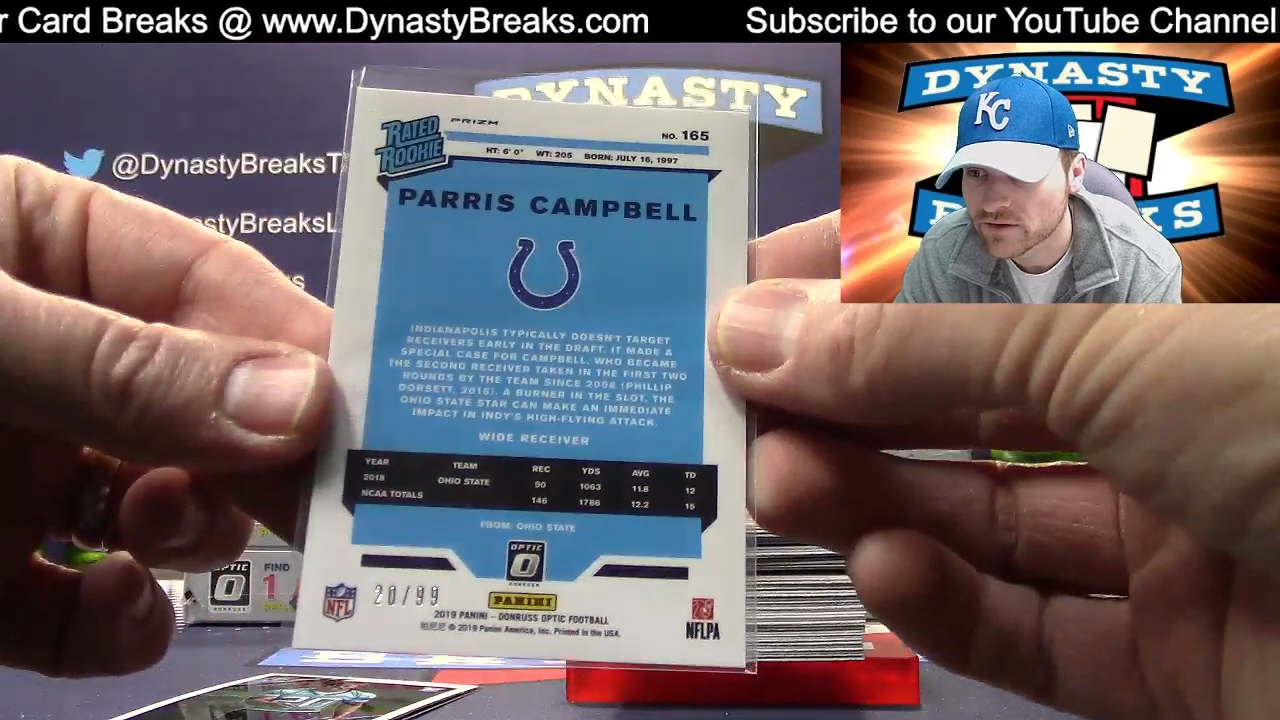 r Card Breaks @ www.DynastyBreaks.com
Subscribe to our YouTube Channel
DYNASTY
DYNASTY
KC
@DynastyBreaksT
nastyBreaksL
KS
RATED ROOKIE
PRIZM
NO. 165
HT: 6' 0" WT: 205 BORN: JULY 16, 1997
PARRIS CAMPBELL
INDIANAPOLIS TYPICALLY DOESN'T TARGET
RECEIVERS EARLY IN THE DRAFT. IT MADE A
SPECIAL CASE FOR CAMPBELL, WHO BECAME
THE SECOND RECEIVER TAKEN IN THE FIRST TWO
ROUNDS BY THE TEAM SINCE 2008 (PHILLIP
DORSETT, 2015). A BURNER IN THE SLOT, THE
OHIO STATE STAR CAN MAKE AN IMMEDIATE
IMPACT IN INDY'S HIGH-FLYING ATTACK.
WIDE RECEIVER
YEAR TEAM REC YDS AVG TD
2018 OHIO STATE 90 1063 11.8 12
NCAA TOTALS 146 1786 12.2 15
FROM: OHIO STATE
OPTIC
DONRUSS
20/99
NFL
PANINI
NFLPA
2019 PANINI – DONRUSS OPTIC FOOTBALL
© 2019 Panini America, Inc. Printed in the USA.
OPTIC
FIND
1